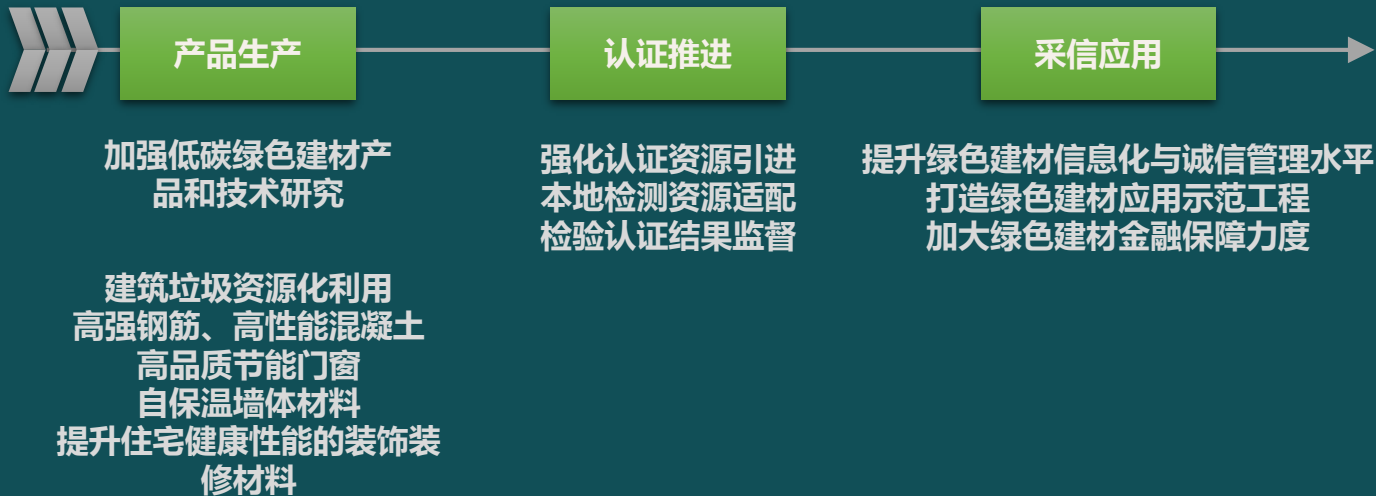 产品生产
认证推进
采信应用
加强低碳绿色建材产
品和技术研究
建筑垃圾资源化利用
高强钢筋、高性能混凝土
高品质节能门窗
自保温墙体材料
提升住宅健康性能的装饰装
修材料
强化认证资源引进
本地检测资源适配
检验认证结果监督
提升绿色建材信息化与诚信管理水平
打造绿色建材应用示范工程
加大绿色建材金融保障力度